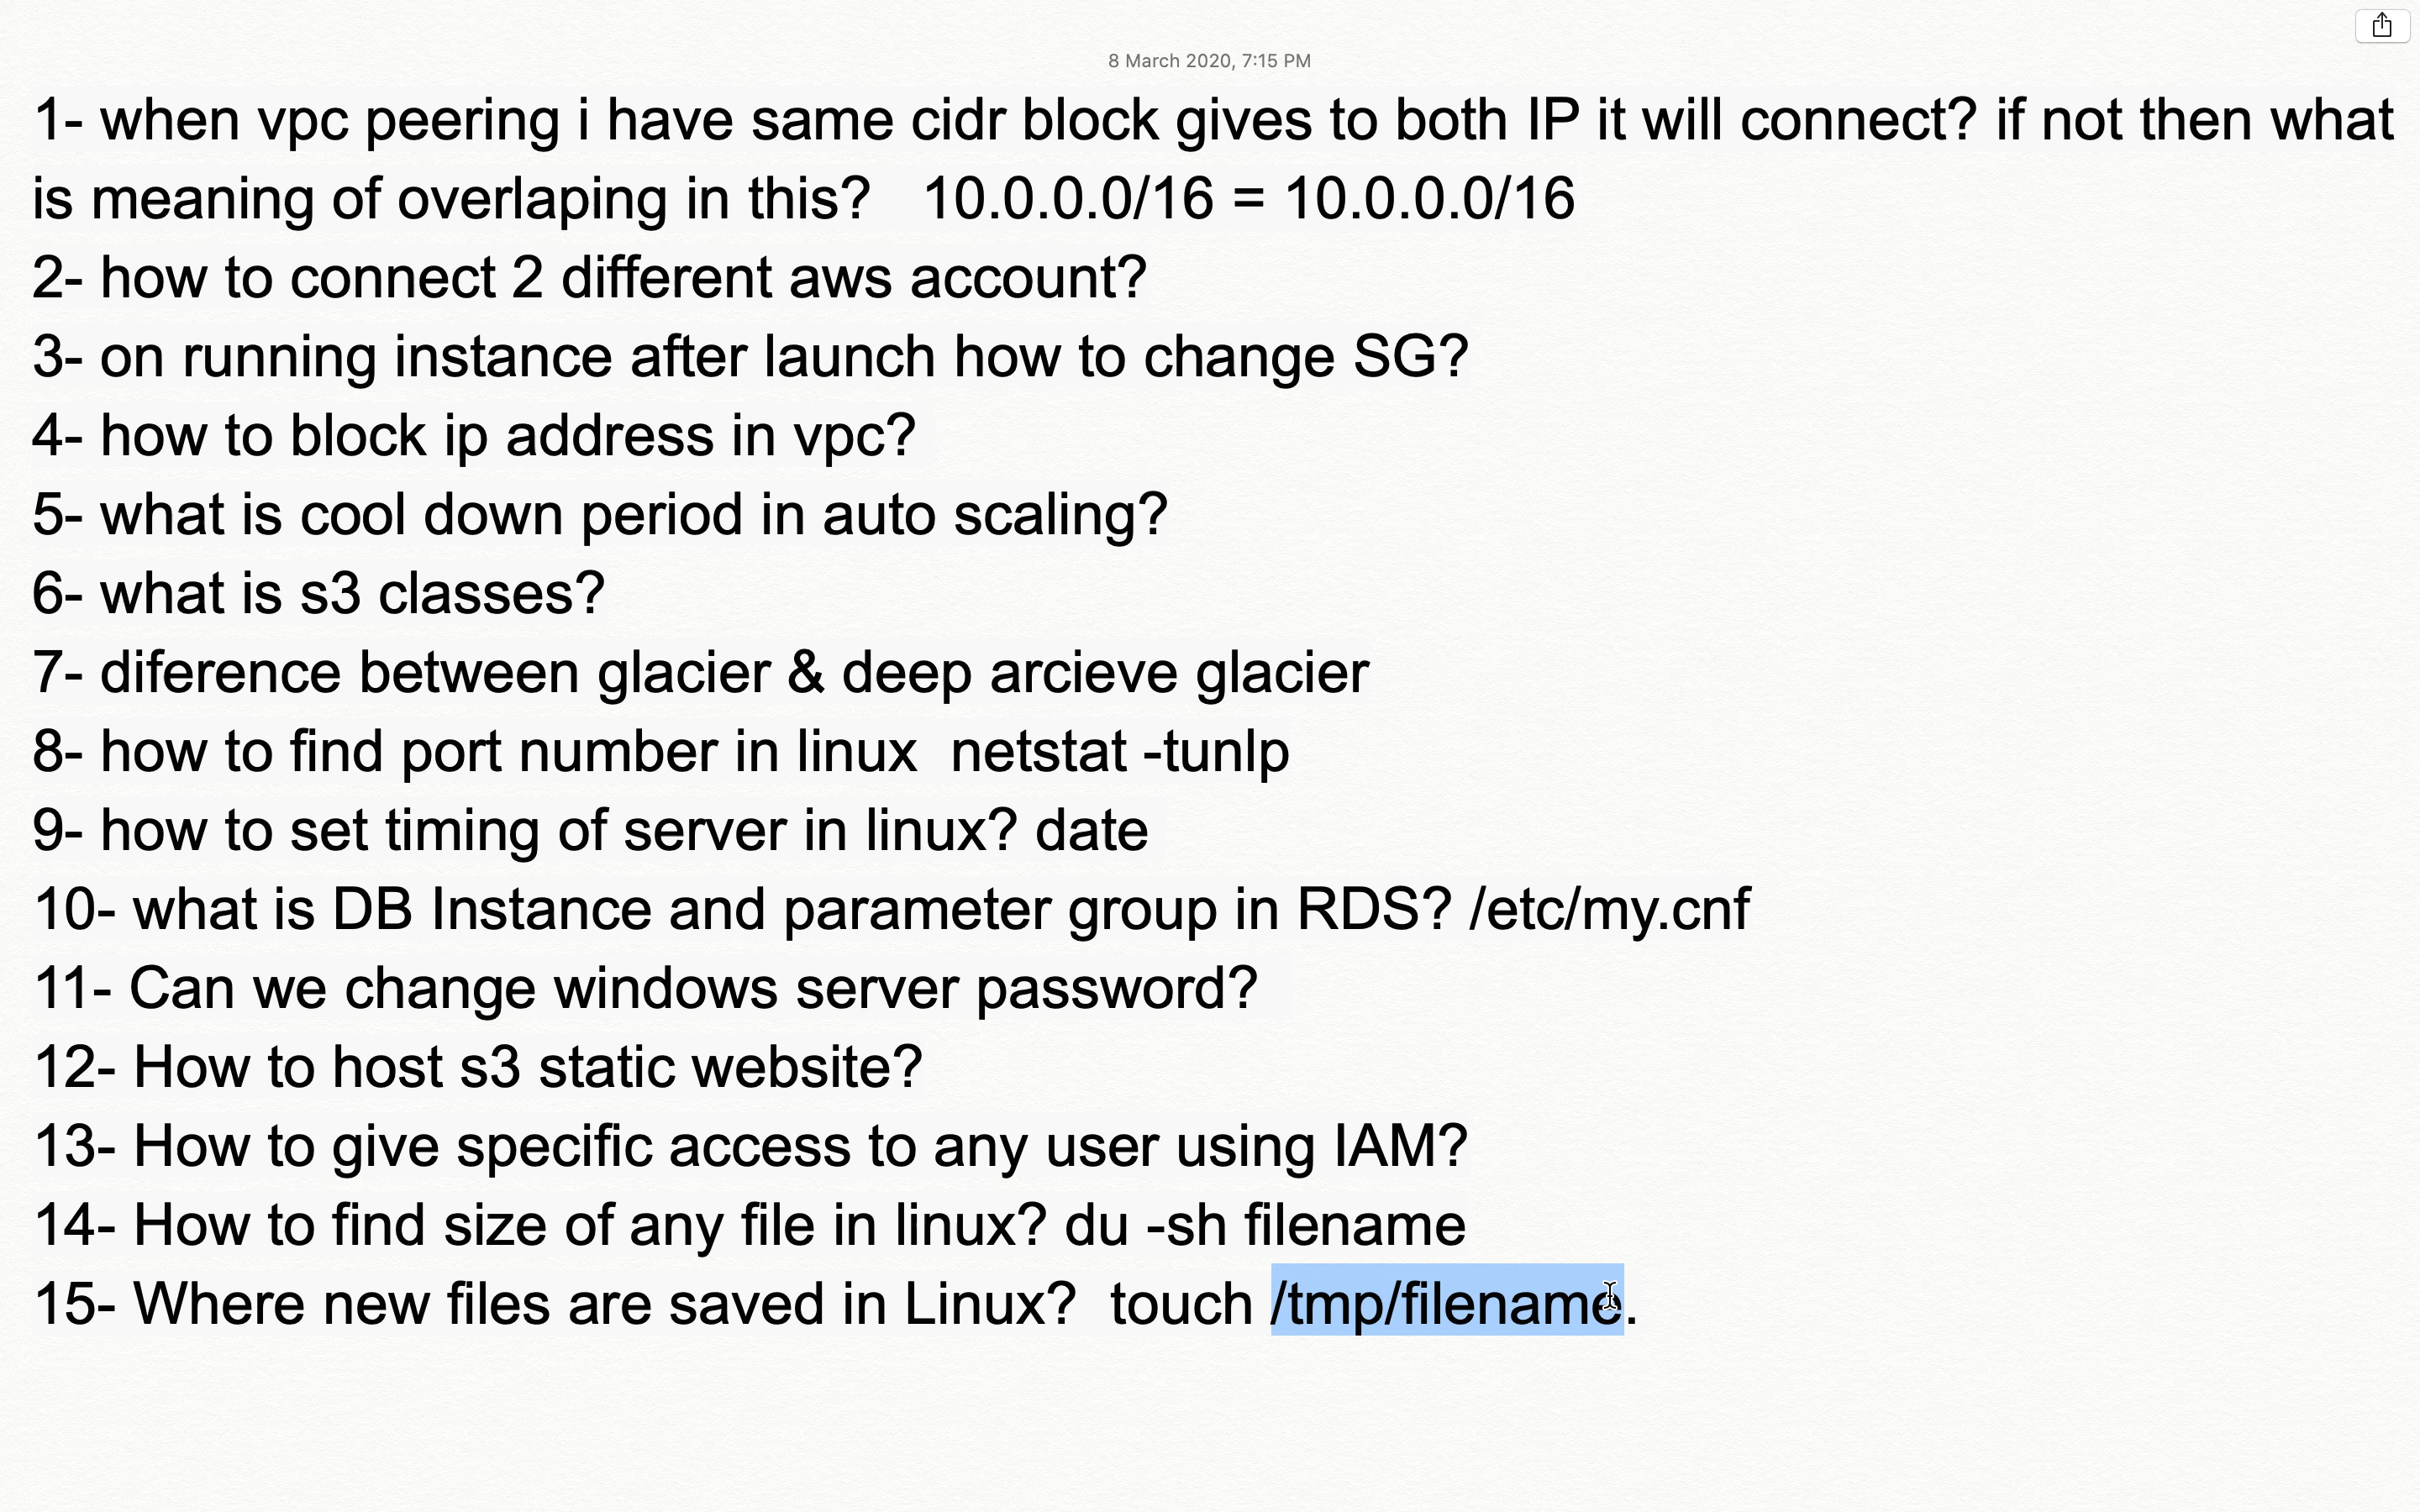 8 March 2020, 7:15 PM
1- when vpc peering i have same cidr block gives to both IP it will connect? if not then what
is meaning of overlaping in this?   10.0.0.0/16 = 10.0.0.0/16
2- how to connect 2 different aws account?
3- on running instance after launch how to change SG?
4- how to block ip address in vpc?
5- what is cool down period in auto scaling?
6- what is s3 classes?
7- diference between glacier & deep arcieve glacier
8- how to find port number in linux  netstat -tunlp
9- how to set timing of server in linux? date
10- what is DB Instance and parameter group in RDS? /etc/my.cnf
11- Can we change windows server password?
12- How to host s3 static website?
13- How to give specific access to any user using IAM?
14- How to find size of any file in linux? du -sh filename
15- Where new files are saved in Linux?  touch /tmp/filename.